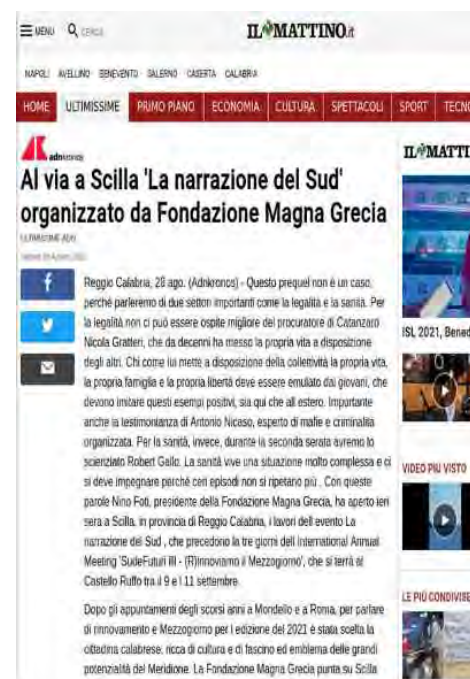 MENU
CERCA
IL MATTINO.it
NAPOLI AVELLINO BENEVENTO SALERNO CASERTA CALABRIA
HOME ULTIMISSIME PRIMO PIANO ECONOMIA CULTURA SPETTACOLI SPORT TECNO
adnkronos
IL MATTI
Al via a Scilla 'La narrazione del Sud'
organizzato da Fondazione Magna Grecia
ULTIMISSIME ADN
Reggio Calabria, 28 ago. (Adnkronos) - Questo prequel non è un caso,
perché parleremo di due settori importanti come la legalità e la sanità. Per
la legalità non ci può essere ospite migliore del procuratore di Catanzaro
Nicola Gratteri, che da decenni ha messo la propria vita a disposizione
degli altri. Chi come lui mette a disposizione della collettività la propria vita,
la propria famiglia e la propria libertà deve essere emulato dai giovani, che
devono imitare questi esempi positivi, sia qui che all estero. Importante
anche la testimonianza di Antonio Nicaso, esperto di mafie e criminalità
organizzata. Per la sanità, invece, durante la seconda serata avremo lo
scienziato Robert Gallo. La sanità vive una situazione molto complessa e ci
si deve impegnare perché certi episodi non si ripetano più . Con queste
parole Nino Foti, presidente della Fondazione Magna Grecia, ha aperto ieri
sera a Scilla, in provincia di Reggio Calabria, i lavori dell evento La
narrazione del Sud , che precedono la tre giorni dell International Annual
Meeting 'SudeFuturi III - (R)innoviamo il Mezzogiorno', che si terrà al
Castello Ruffo tra il 9 e l 11 settembre.
Dopo gli appuntamenti degli scorsi anni a Mondello e a Roma, per parlare
di rinnovamento e Mezzogiorno per l edizione del 2021 è stata scelta la
cittadina calabrese, ricca di cultura e di fascino ed emblema delle grandi
potenzialità del Meridione. La Fondazione Magna Grecia punta su Scilla
ISL 2021, Bened
VIDEO PIÙ VISTO
LE PIÙ CONDIVISE